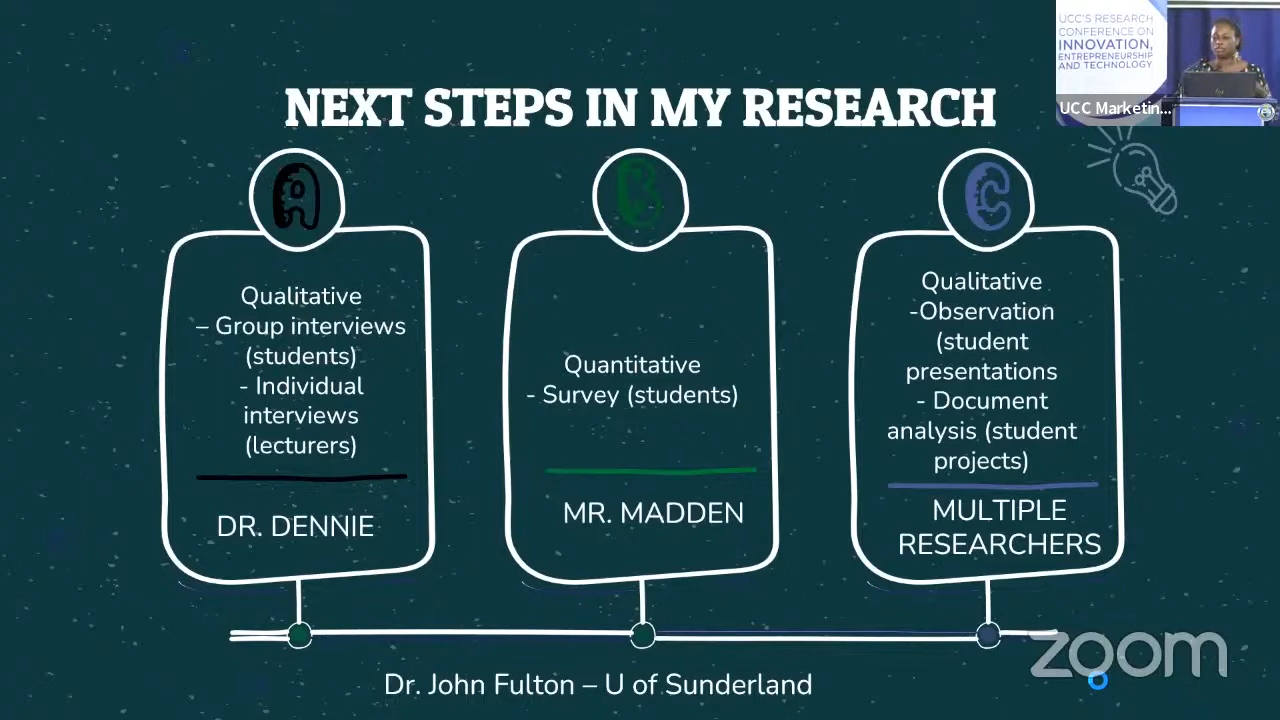 UCC'S RESEARCH
CONFERENCE ON
INNOVATION,
ENTREPRENEURSHIP
AND TECHNOLOGY
UCC Marketin...
NEXT STEPS IN MY RESEARCH
A
B
C
Qualitative
– Group interviews
(students)
- Individual
interviews
(lecturers)
DR. DENNIE
Quantitative
- Survey (students)
MR. MADDEN
Qualitative
-Observation
(student
presentations
- Document
analysis (student
projects)
MULTIPLE
RESEARCHERS
Dr. John Fulton – U of Sunderland
zoom